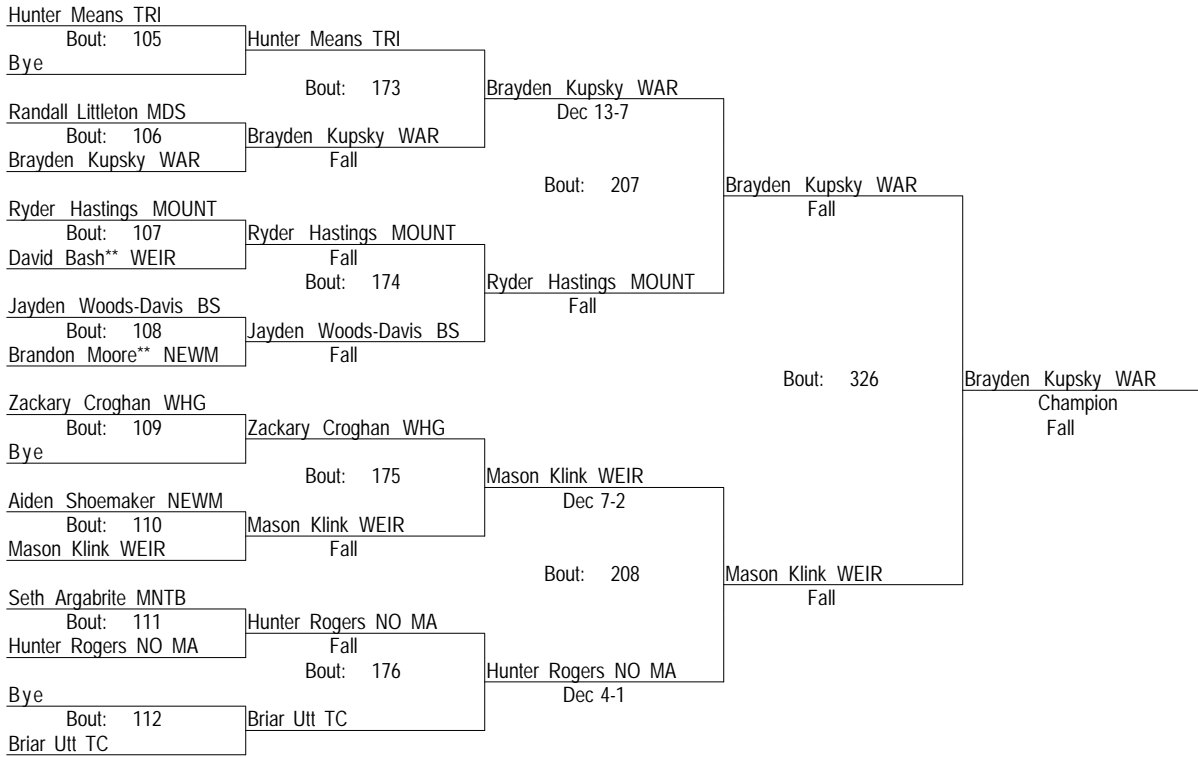 Hunter Means TRI
Bout: 105
Hunter Means TRI
Bye
Bout: 173
Brayden Kupsky WAR
Dec 13-7
Randall Littleton MDS
Bout: 106
Brayden Kupsky WAR
Brayden Kupsky WAR
Fall
Bout: 207
Brayden Kupsky WAR
Fall
Ryder Hastings MOUNT
Bout: 107
Ryder Hastings MOUNT
David Bash** WEIR
Fall
Bout: 174
Ryder Hastings MOUNT
Fall
Jayden Woods-Davis BS
Bout: 108
Jayden Woods-Davis BS
Brandon Moore** NEWM
Fall
Bout: 326
Brayden Kupsky WAR
Champion
Fall
Zackary Croghan WHG
Bout: 109
Zackary Croghan WHG
Bye
Bout: 175
Mason Klink WEIR
Dec 7-2
Aiden Shoemaker NEWM
Bout: 110
Mason Klink WEIR
Mason Klink WEIR
Fall
Bout: 208
Mason Klink WEIR
Fall
Seth Argabrite MNTB
Bout: 111
Hunter Rogers NO MA
Hunter Rogers NO MA
Fall
Bout: 176
Hunter Rogers NO MA
Dec 4-1
Bye
Bout: 112
Briar Utt TC
Briar Utt TC